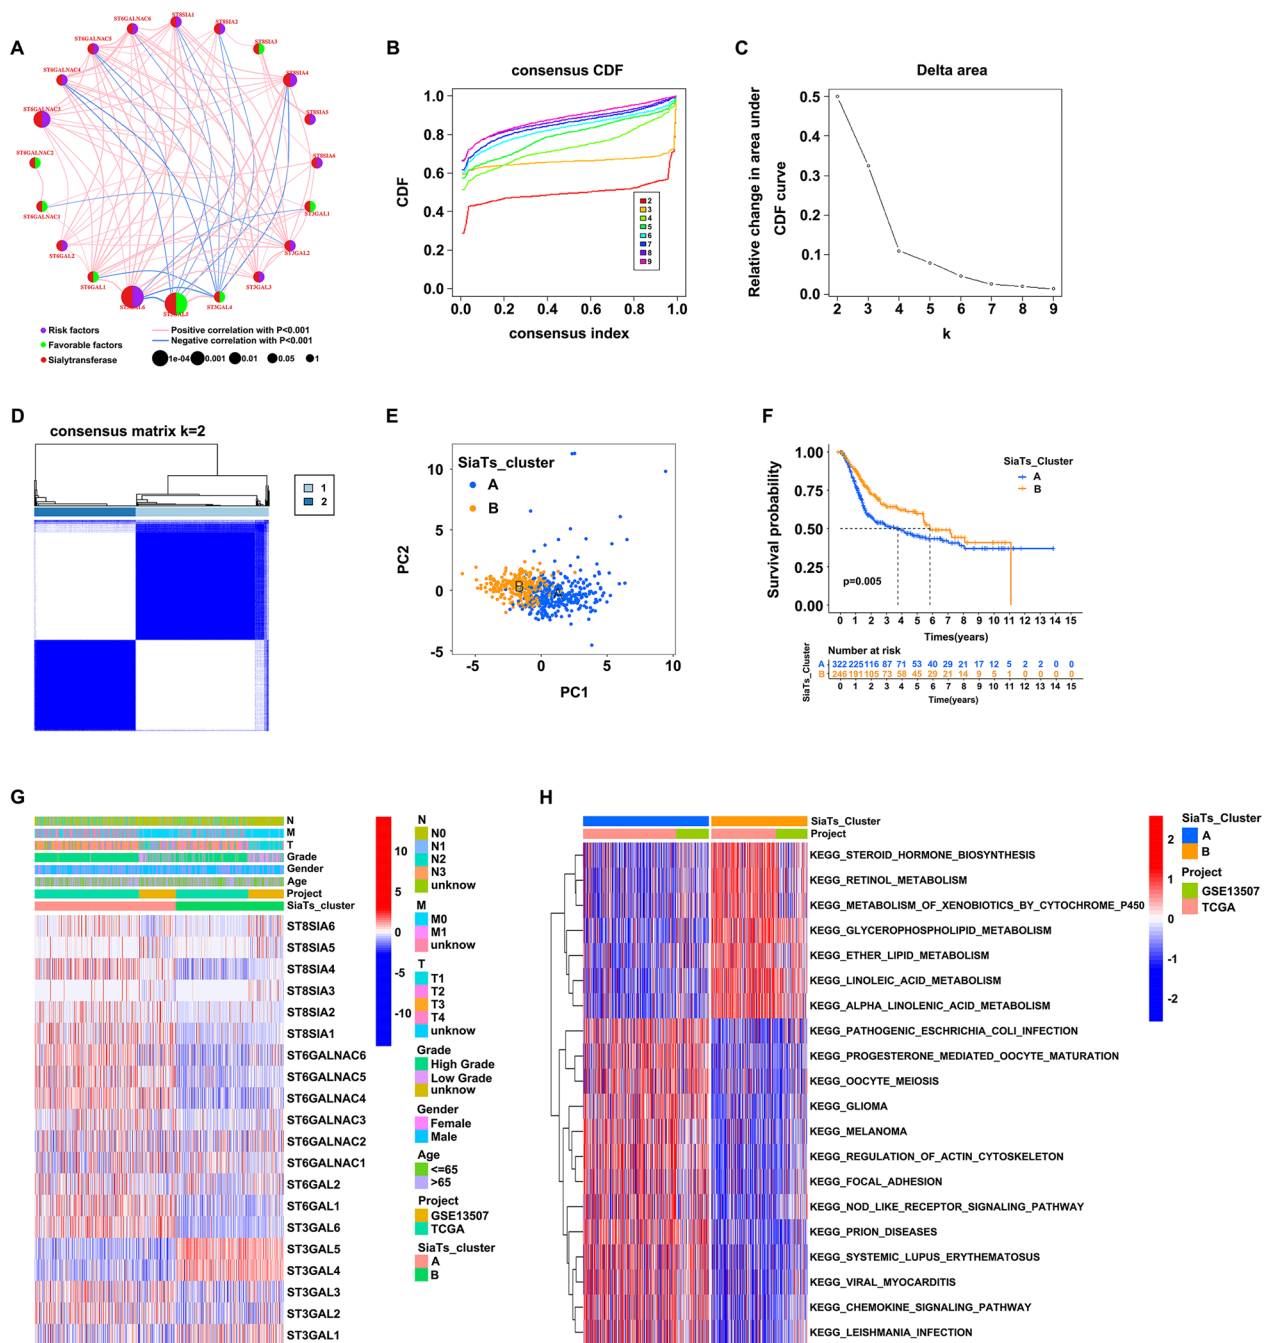 A
ST6GALNAC6
ST8SIA1
ST8SIA2
ST6GALNAC5
ST8SIA3
ST6GALNAC4
ST8SIA4
ST6GALNAC3
ST8SIA5
ST6GALNAC2
ST8SIA6
ST6GALNAC1
ST3GAL1
ST6GAL2
ST3GAL2
ST6GAL1
ST3GAL3
ST3GAL6
ST3GAL5
ST3GAL4
Risk factors
Favorable factors
Sialytransferase
Positive correlation with P<0.001
Negative correlation with P<0.001
1e-04
0.001
0.01
0.05
1
B
consensus CDF
CDF
1.0
0.8
0.6
0.4
0.2
0.0
0.0 0.2 0.4 0.6 0.8 1.0
consensus index
2
3
4
5
6
7
8
9
C
Delta area
Relative change in area under
CDF curve
0.5
0.4
0.3
0.2
0.1
0.0
2 3 4 5 6 7 8 9
k
D
consensus matrix k=2
1
2
E
SiaTs_cluster
A
B
B
A
PC2
10
5
0
-5
-5 0 5 10
PC1
F
SiaTs_Cluster
A
B
Survival probability
1.00
0.75
0.50
0.25
0.00
p=0.005
0 1 2 3 4 5 6 7 8 9 10 11 12 13 14 15
Times(years)
Number at risk
SiaTs_Cluster
A 322 225 116 87 71 53 40 29 21 17 12 5 2 2 0 0
B 246 191 105 73 58 45 29 21 14 9 5 1 0 0 0 0
0 1 2 3 4 5 6 7 8 9 10 11 12 13 14 15
Time(years)
G
N
M
T
Grade
Gender
Age
Project
SiaTs_cluster
ST8SIA6
ST8SIA5
ST8SIA4
ST8SIA3
ST8SIA2
ST8SIA1
ST6GALNAC6
ST6GALNAC5
ST6GALNAC4
ST6GALNAC3
ST6GALNAC2
ST6GALNAC1
ST6GAL2
ST6GAL1
ST3GAL6
ST3GAL5
ST3GAL4
ST3GAL3
ST3GAL2
ST3GAL1
10
5
0
-5
-10
N
N0
N1
N2
N3
unknow
M
M0
M1
unknow
T
T1
T2
T3
T4
unknow
Grade
High Grade
Low Grade
unknow
Gender
Female
Male
Age
<=65
>65
Project
GSE13507
TCGA
SiaTs_cluster
A
B
H
SiaTs_Cluster
Project
KEGG_STEROID_HORMONE_BIOSYNTHESIS
KEGG_RETINOL_METABOLISM
KEGG_METABOLISM_OF_XENOBIOTICS_BY_CYTOCHROME_P450
KEGG_GLYCEROPHOSPHOLIPID_METABOLISM
KEGG_ETHER_LIPID_METABOLISM
KEGG_LINOLEIC_ACID_METABOLISM
KEGG_ALPHA_LINOLENIC_ACID_METABOLISM
KEGG_PATHOGENIC_ESCHRICHIA_COLI_INFECTION
KEGG_PROGESTERONE_MEDIATED_OOCYTE_MATURATION
KEGG_OOCYTE_MEIOSIS
KEGG_GLIOMA
KEGG_MELANOMA
KEGG_REGULATION_OF_ACTIN_CYTOSKELETON
KEGG_FOCAL_ADHESION
KEGG_NOD_LIKE_RECEPTOR_SIGNALING_PATHWAY
KEGG_PRION_DISEASES
KEGG_SYSTEMIC_LUPUS_ERYTHEMATOSUS
KEGG_VIRAL_MYOCARDITIS
KEGG_CHEMOKINE_SIGNALING_PATHWAY
KEGG_LEISHMANIA_INFECTION
2
1
0
-1
-2
SiaTs_Cluster
A
B
Project
GSE13507
TCGA